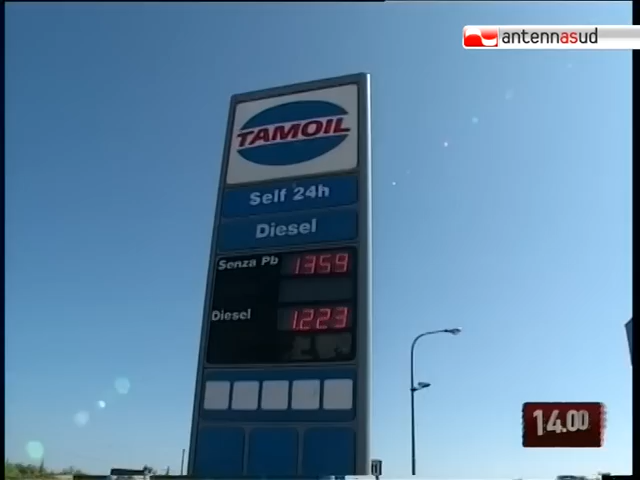 antennasud
TAMOIL
Self 24h
Diesel
Senza Pb 1.359
Diesel 1.223
14.00